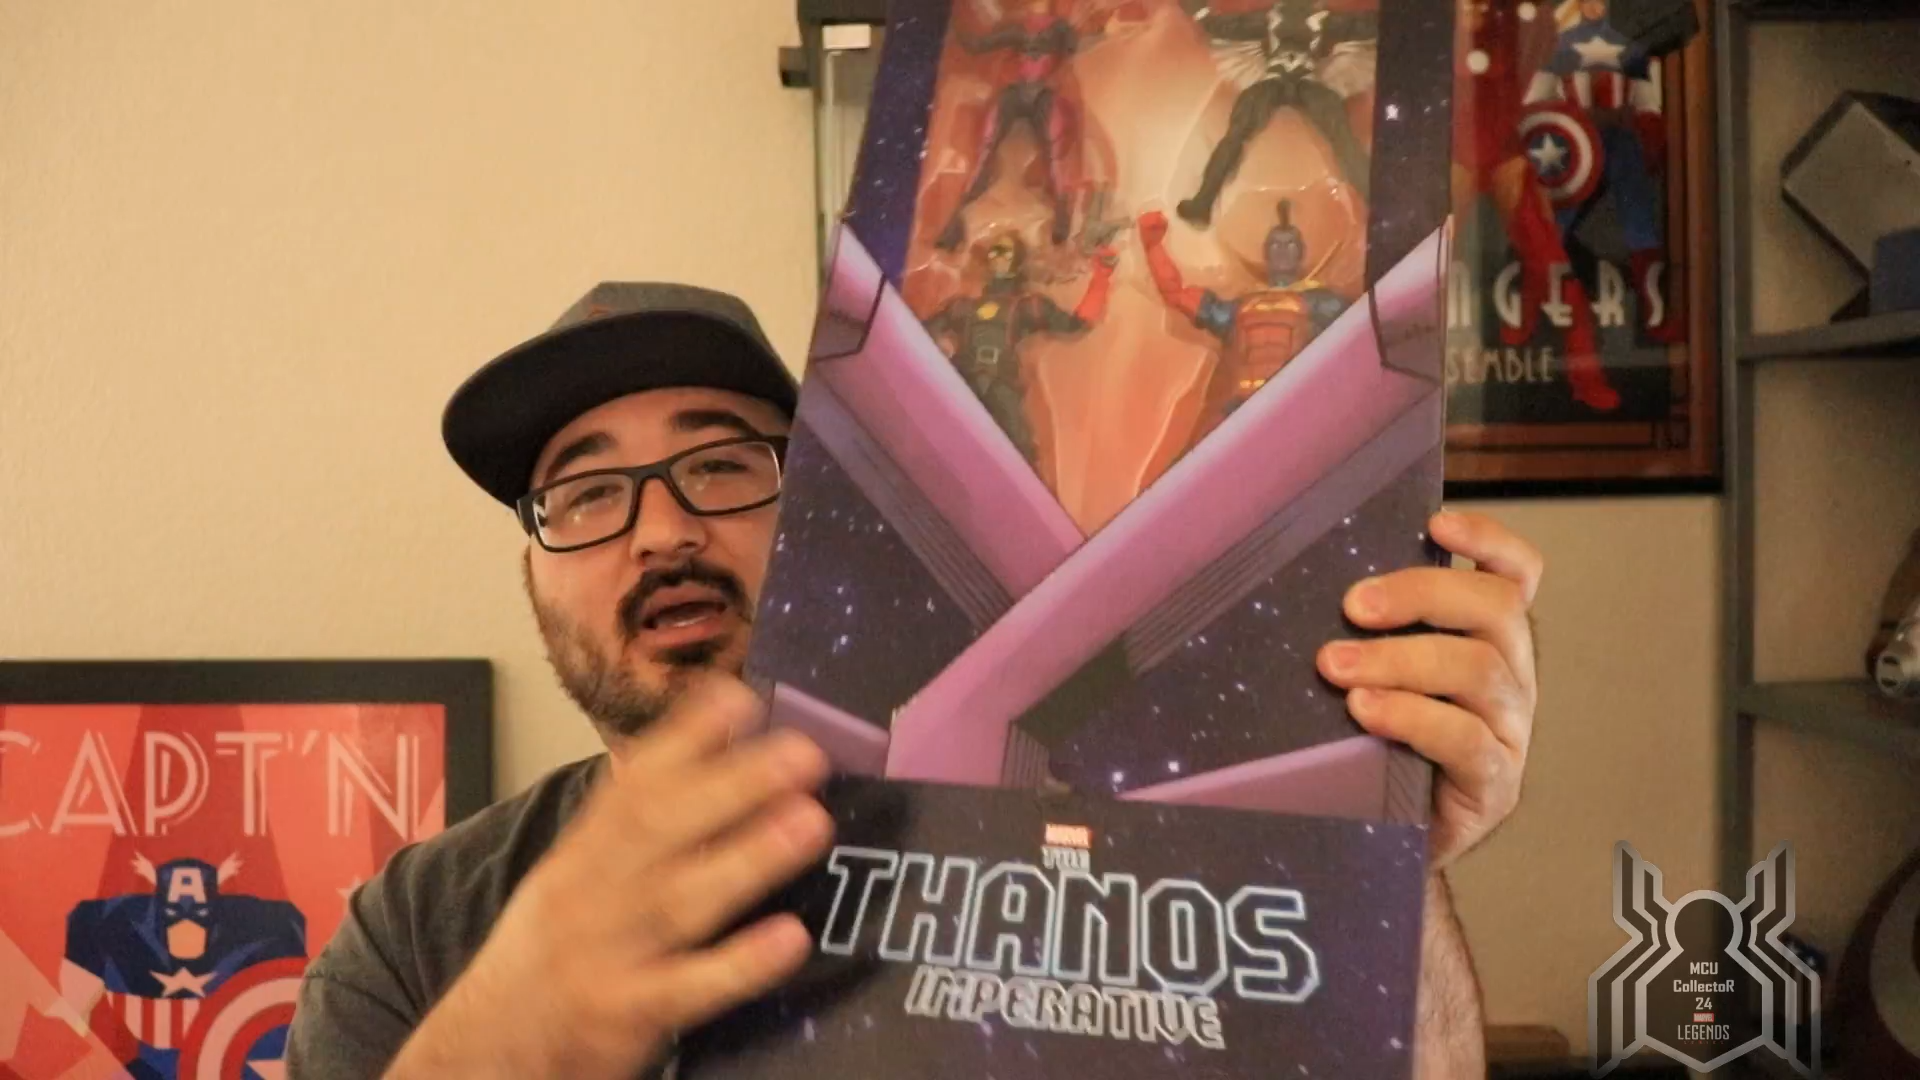 NGERS
SEMBLE
CAPT'N
A
MARVEL
THE
THANOS
IMPERATIVE
MCU
CollectoR
24
MARVEL
LEGENDS